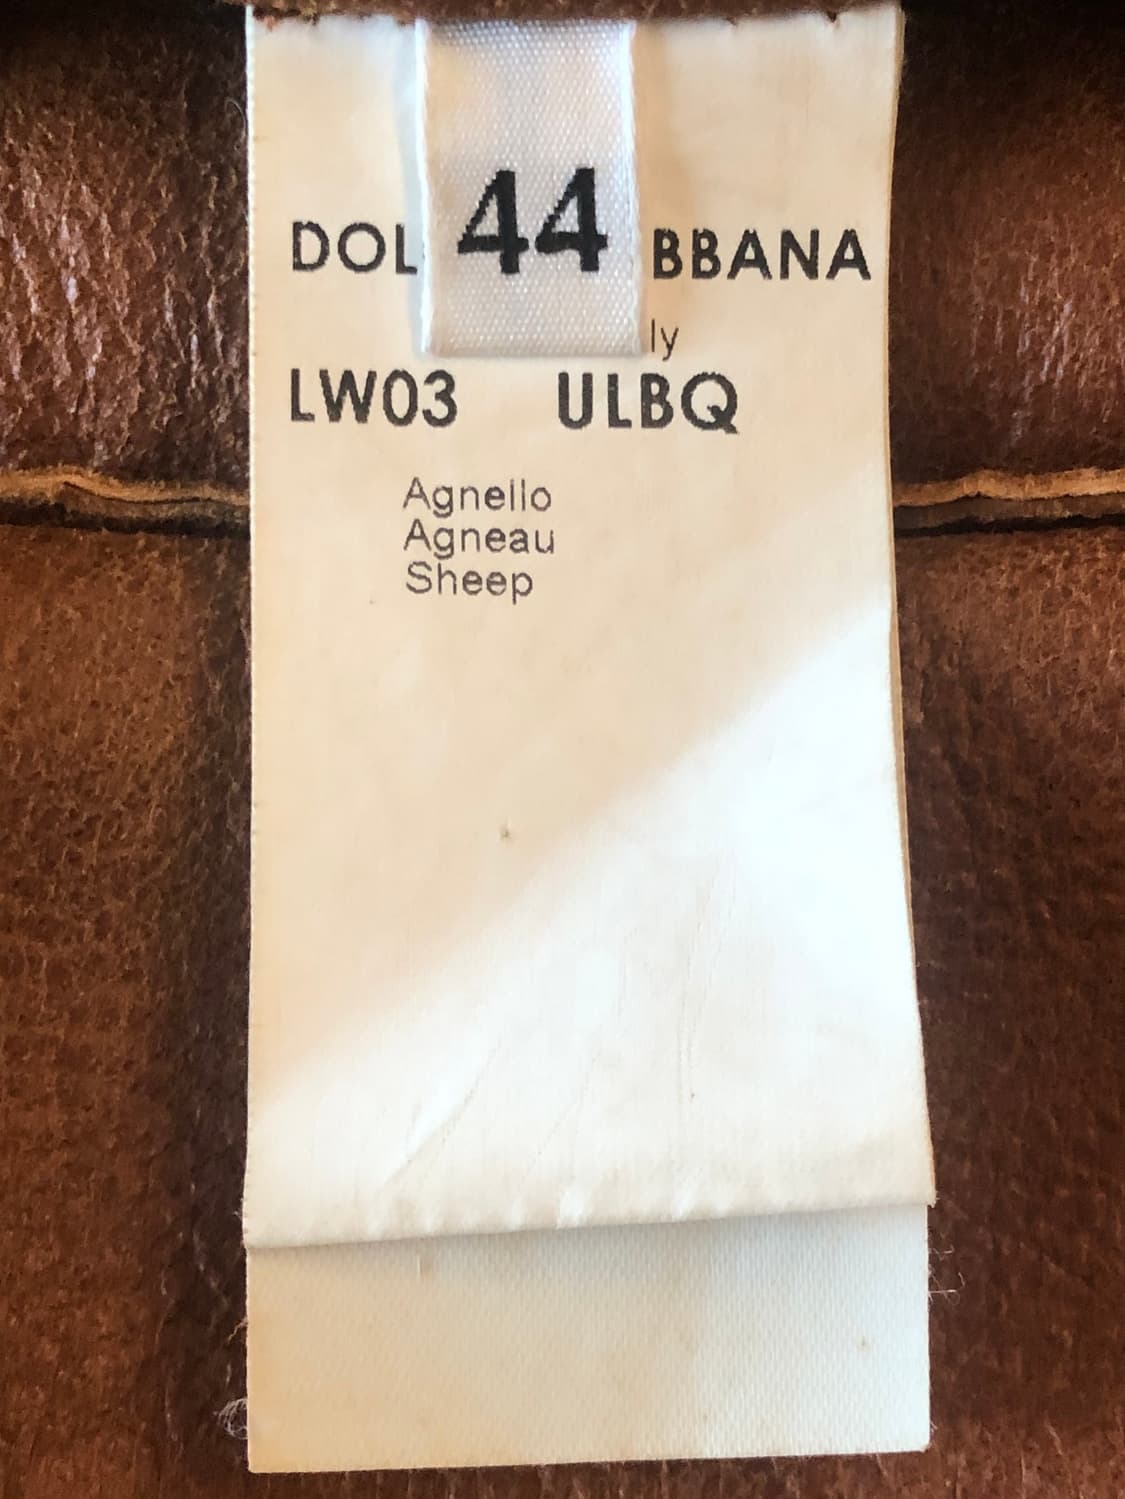 44
DOL BBANA
ly
LW03 ULBQ
Agnello
Agneau
Sheep